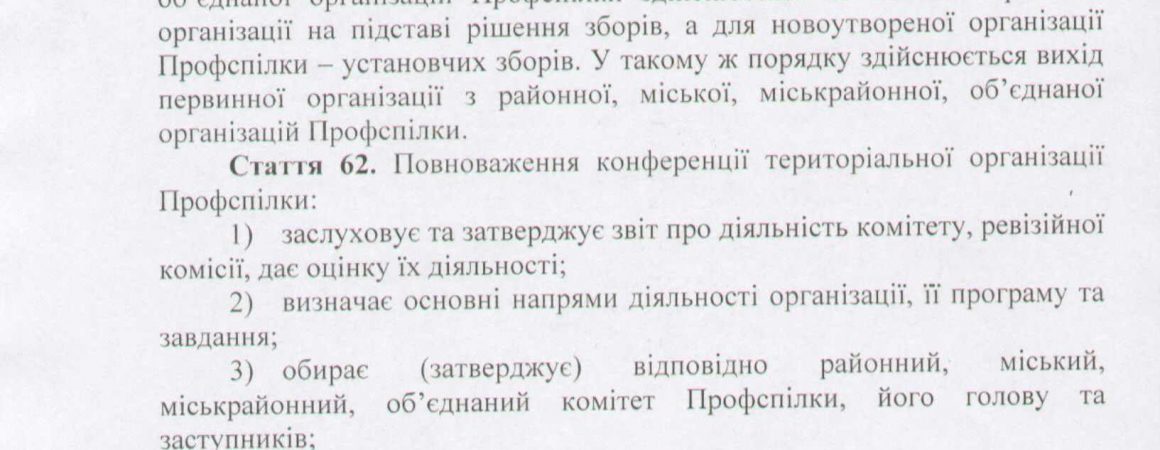 організації на підставі рішення зборів, а для новоутвореної організації
Профспілки – установчих зборів. У такому ж порядку здійснюється вихід
первинної організації з районної, міської, міськрайонної, об’єднаної
організацій Профспілки.
Стаття 62. Повноваження конференції територіальної організації
Профспілки:
1) заслуховує та затверджує звіт про діяльність комітету, ревізійної
комісії, дає оцінку їх діяльності;
2) визначає основні напрями діяльності організації, її програму та
завдання;
3) обирає (затверджує) відповідно районний, міський,
міськрайонний, об’єднаний комітет Профспілки, його голову та
заступників;